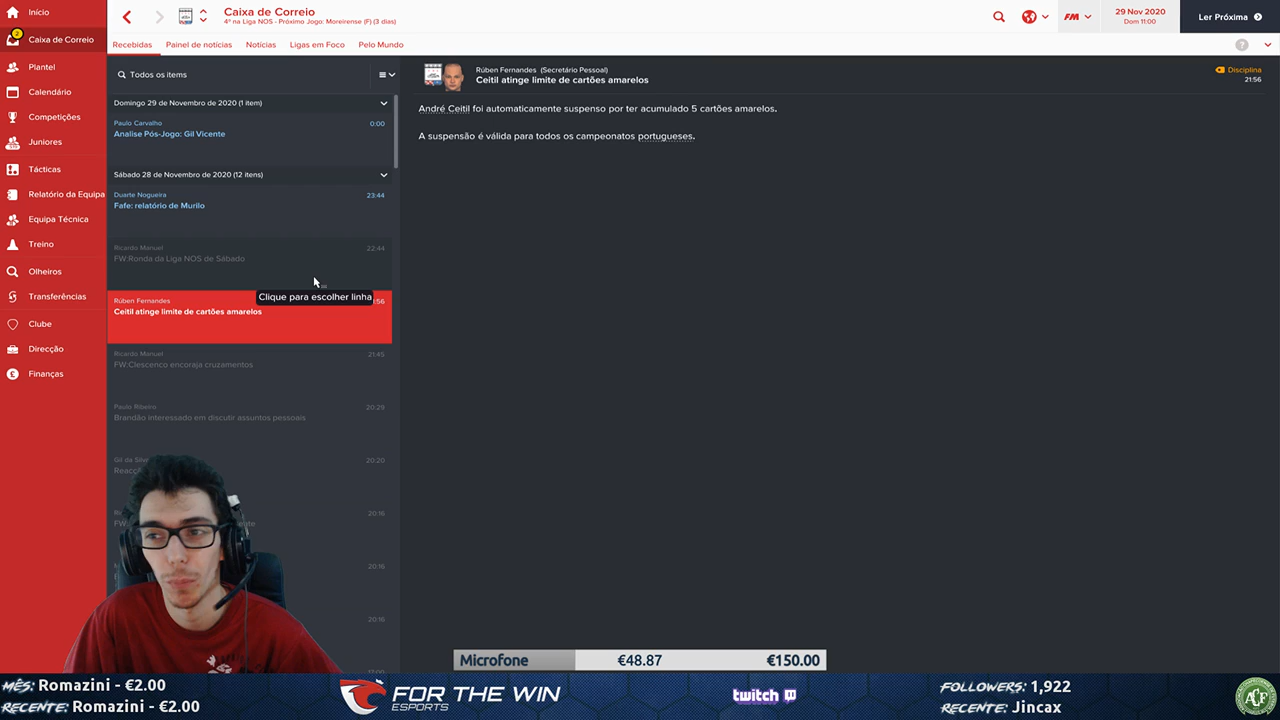 Início
Caixa de Correio
4º na Liga NOS - Próximo Jogo: Moreirense (F) (3 dias)
FM
29 Nov 2020
Dom 11:00
Ler Próxima
2
Caixa de Correio
Recebidas
Painel de notícias
Notícias
Ligas em Foco
Pelo Mundo
?
Plantel
Calendário
Competições
Juniores
Tácticas
Relatório da Equipa
Equipa Técnica
Treino
Olheiros
Transferências
Clube
Direcção
Finanças
Todos os items
Domingo 29 de Novembro de 2020 (1 item)
Paulo Carvalho
0:00
Analise Pós-Jogo: Gil Vicente
Sábado 28 de Novembro de 2020 (12 itens)
Duarte Nogueira
23:44
Fafe: relatório de Murilo
Ricardo Manuel
22:44
FW:Ronda da Liga NOS de Sábado
Clique para escolher linha
Rúben Fernandes
:56
Ceitil atinge limite de cartões amarelos
Ricardo Manuel
21:45
FW:Clescenco encoraja cruzamentos
Paulo Ribeiro
20:29
Brandão interessado em discutir assuntos pessoais
20:20
20:16
20:16
20:16
Rúben Fernandes (Secretário Pessoal)
Ceitil atinge limite de cartões amarelos
Disciplina
21:56
André Ceitil foi automaticamente suspenso por ter acumulado 5 cartões amarelos.
A suspensão é válida para todos os campeonatos portugueses.
Microfone
€48.87
€150.00
MÊS: Romazini - €2.00
RECENTE: Romazini - €2.00
FOR THE WIN
ESPORTS
twitch
FOLLOWERS: 1,922
RECENTE: Jincax
ACF